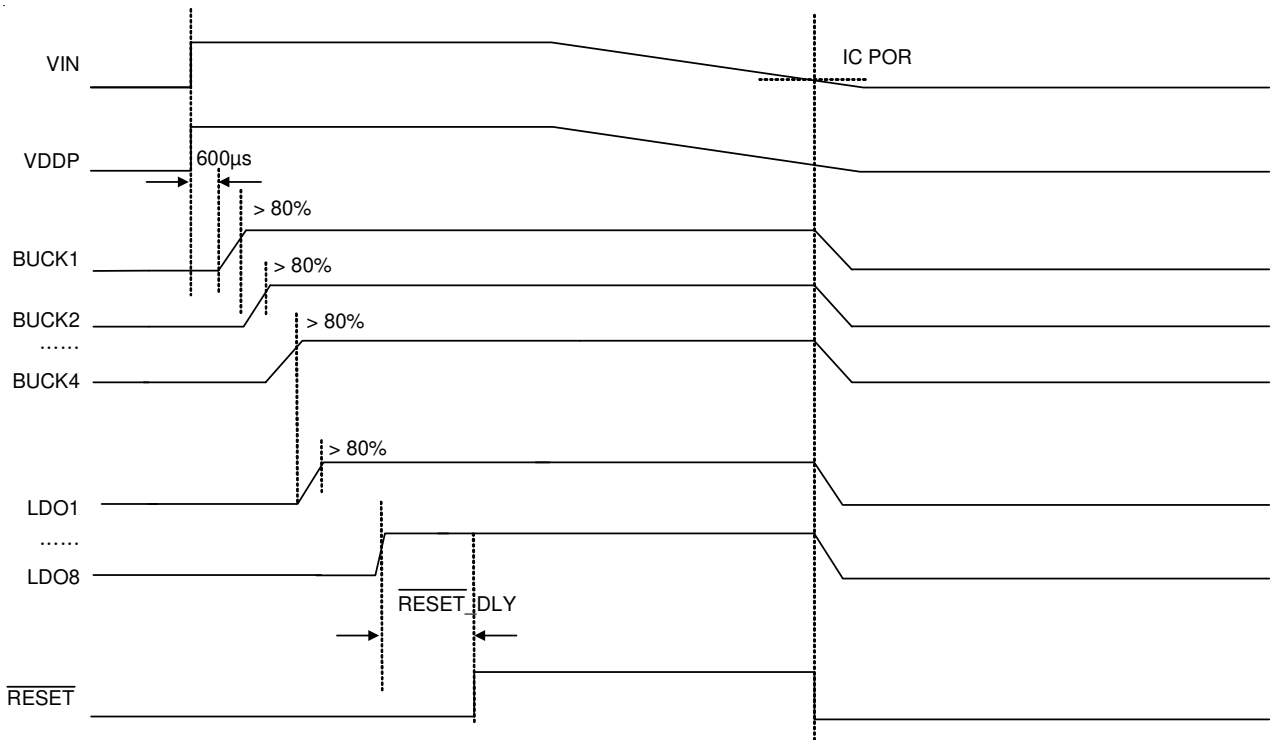 VIN
IC POR
VDDP
600µs
> 80%
BUCK1
> 80%
BUCK2
> 80%
......
BUCK4
> 80%
LDO1
......
LDO8
RESET_DLY
RESET